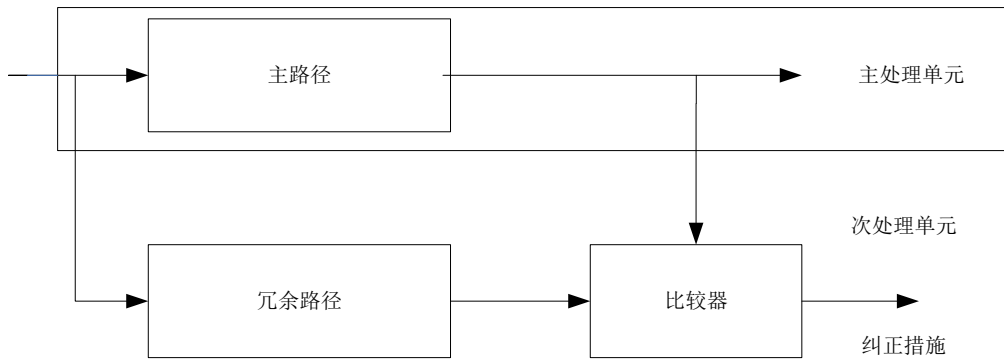 主路径
主处理单元
次处理单元
冗余路径
比较器
纠正措施